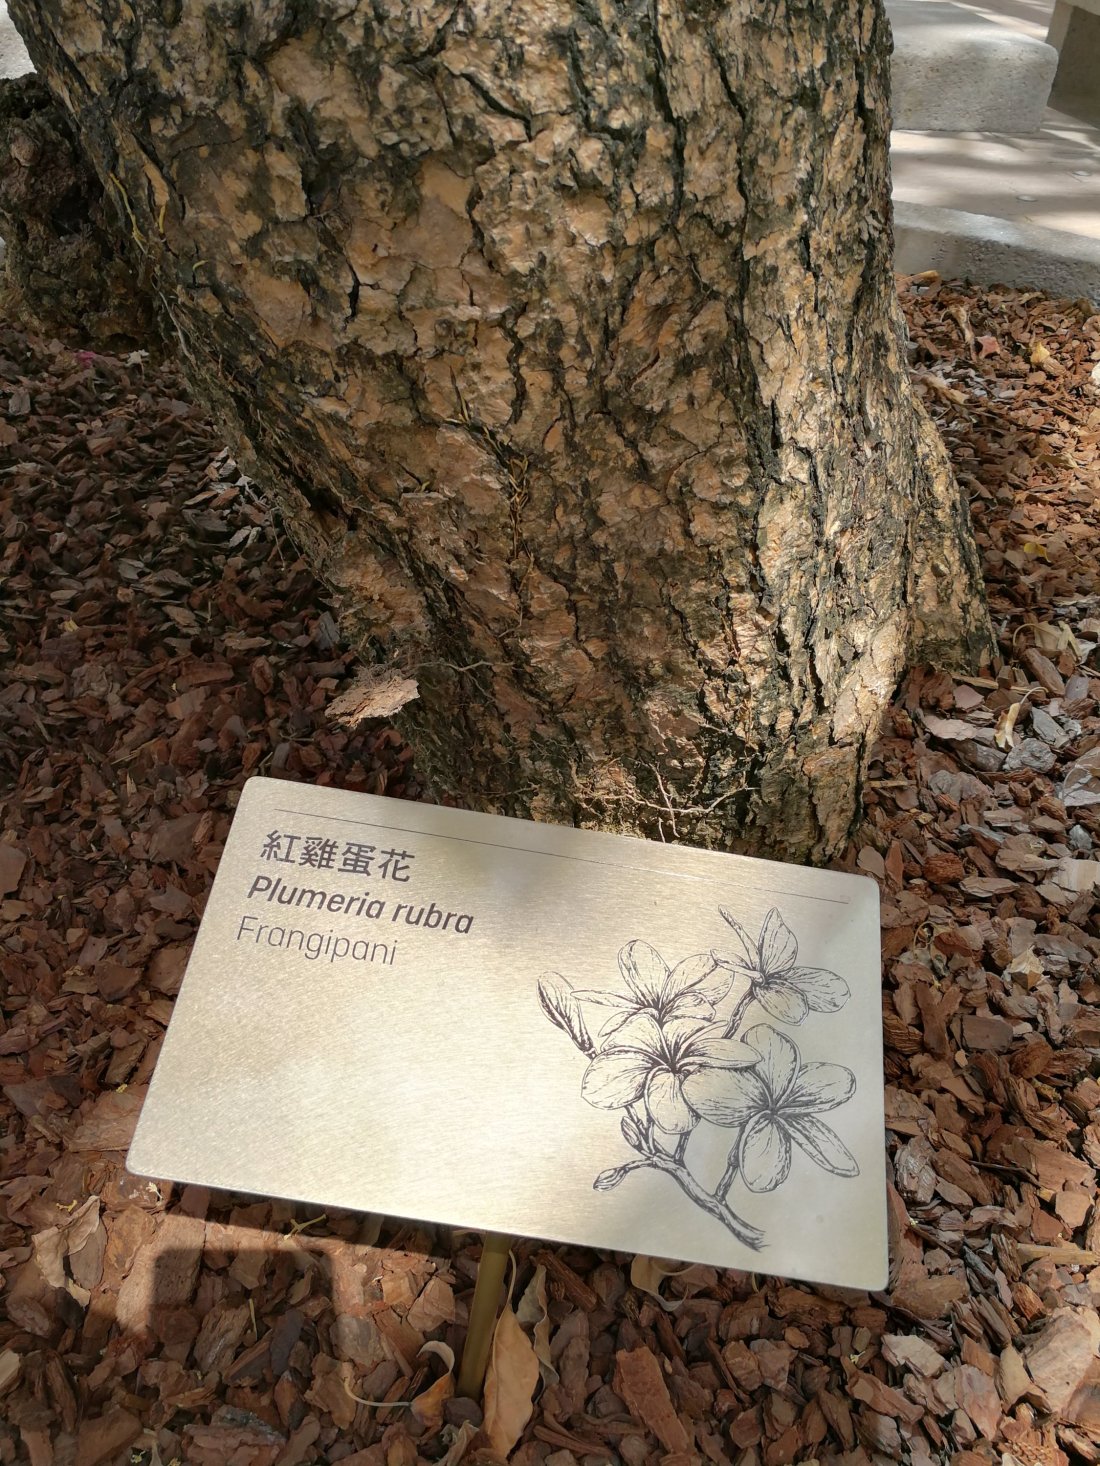 紅雞蛋花
Plumeria rubra
Frangipani